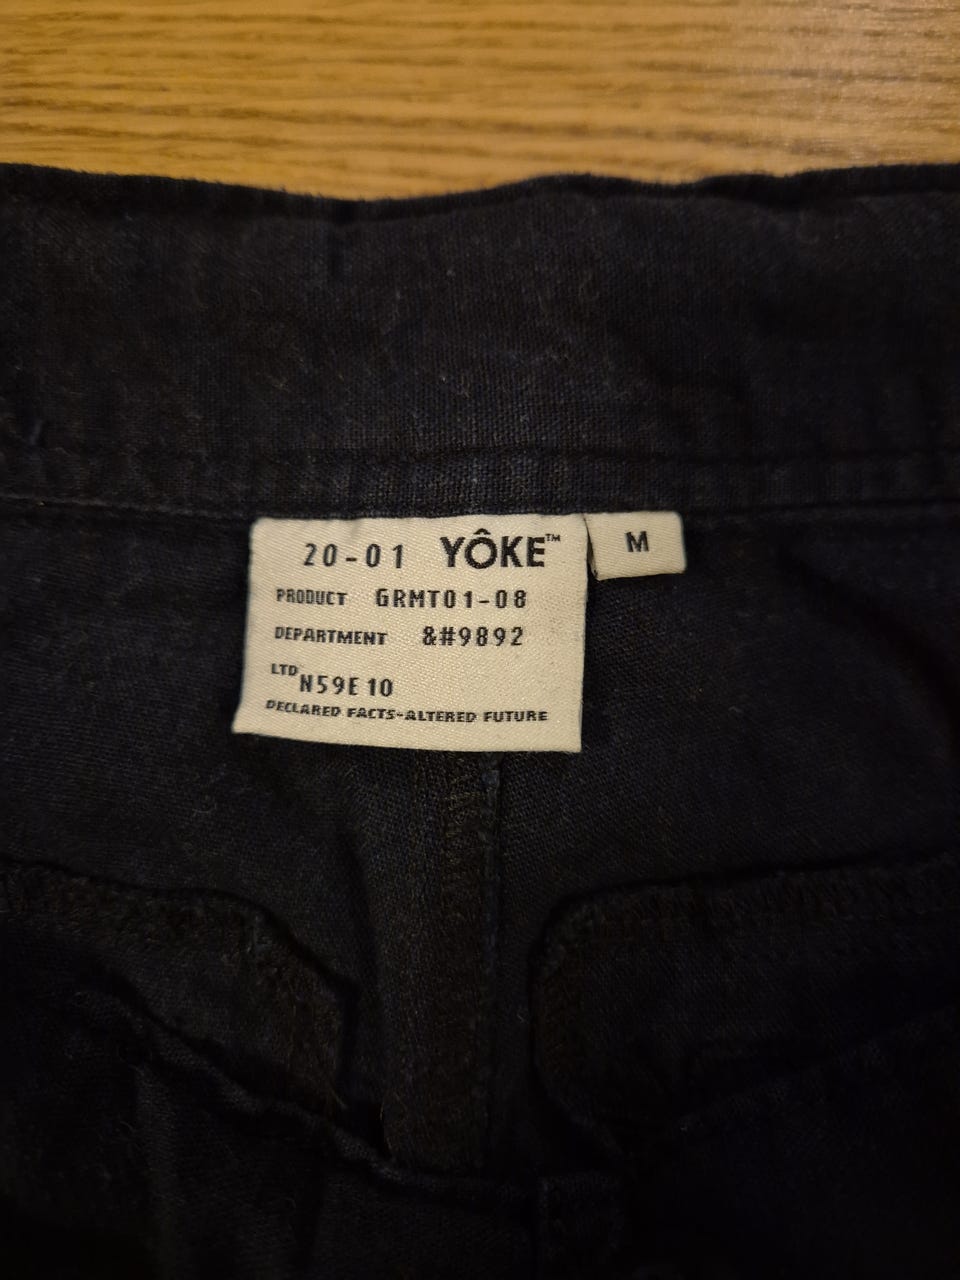 20-01 YÔKE™
M
PRODUCT GRMT01-08
DEPARTMENT &#9892
LTD N59E10
DECLARED FACTS-ALTERED FUTURE